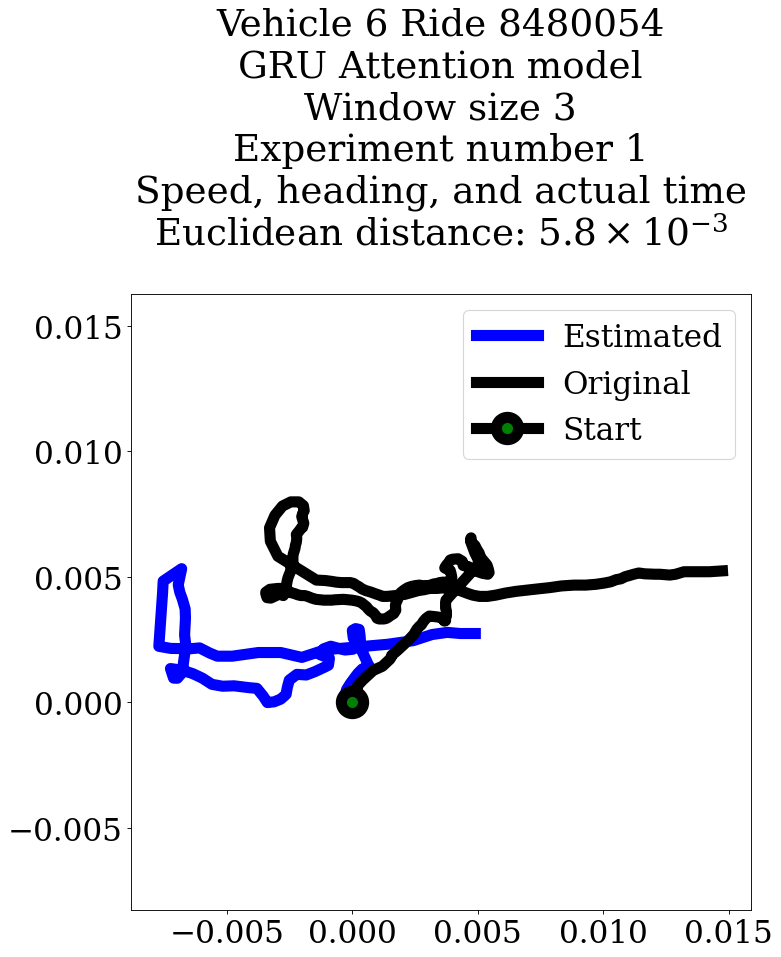 Vehicle 6 Ride 8480054
GRU Attention model
Window size 3
Experiment number 1
Speed, heading, and actual time
Euclidean distance: 5.8 × 10⁻³
Estimated
Original
Start
0.015
0.010
0.005
0.000
−0.005
−0.005 0.000 0.005 0.010 0.015